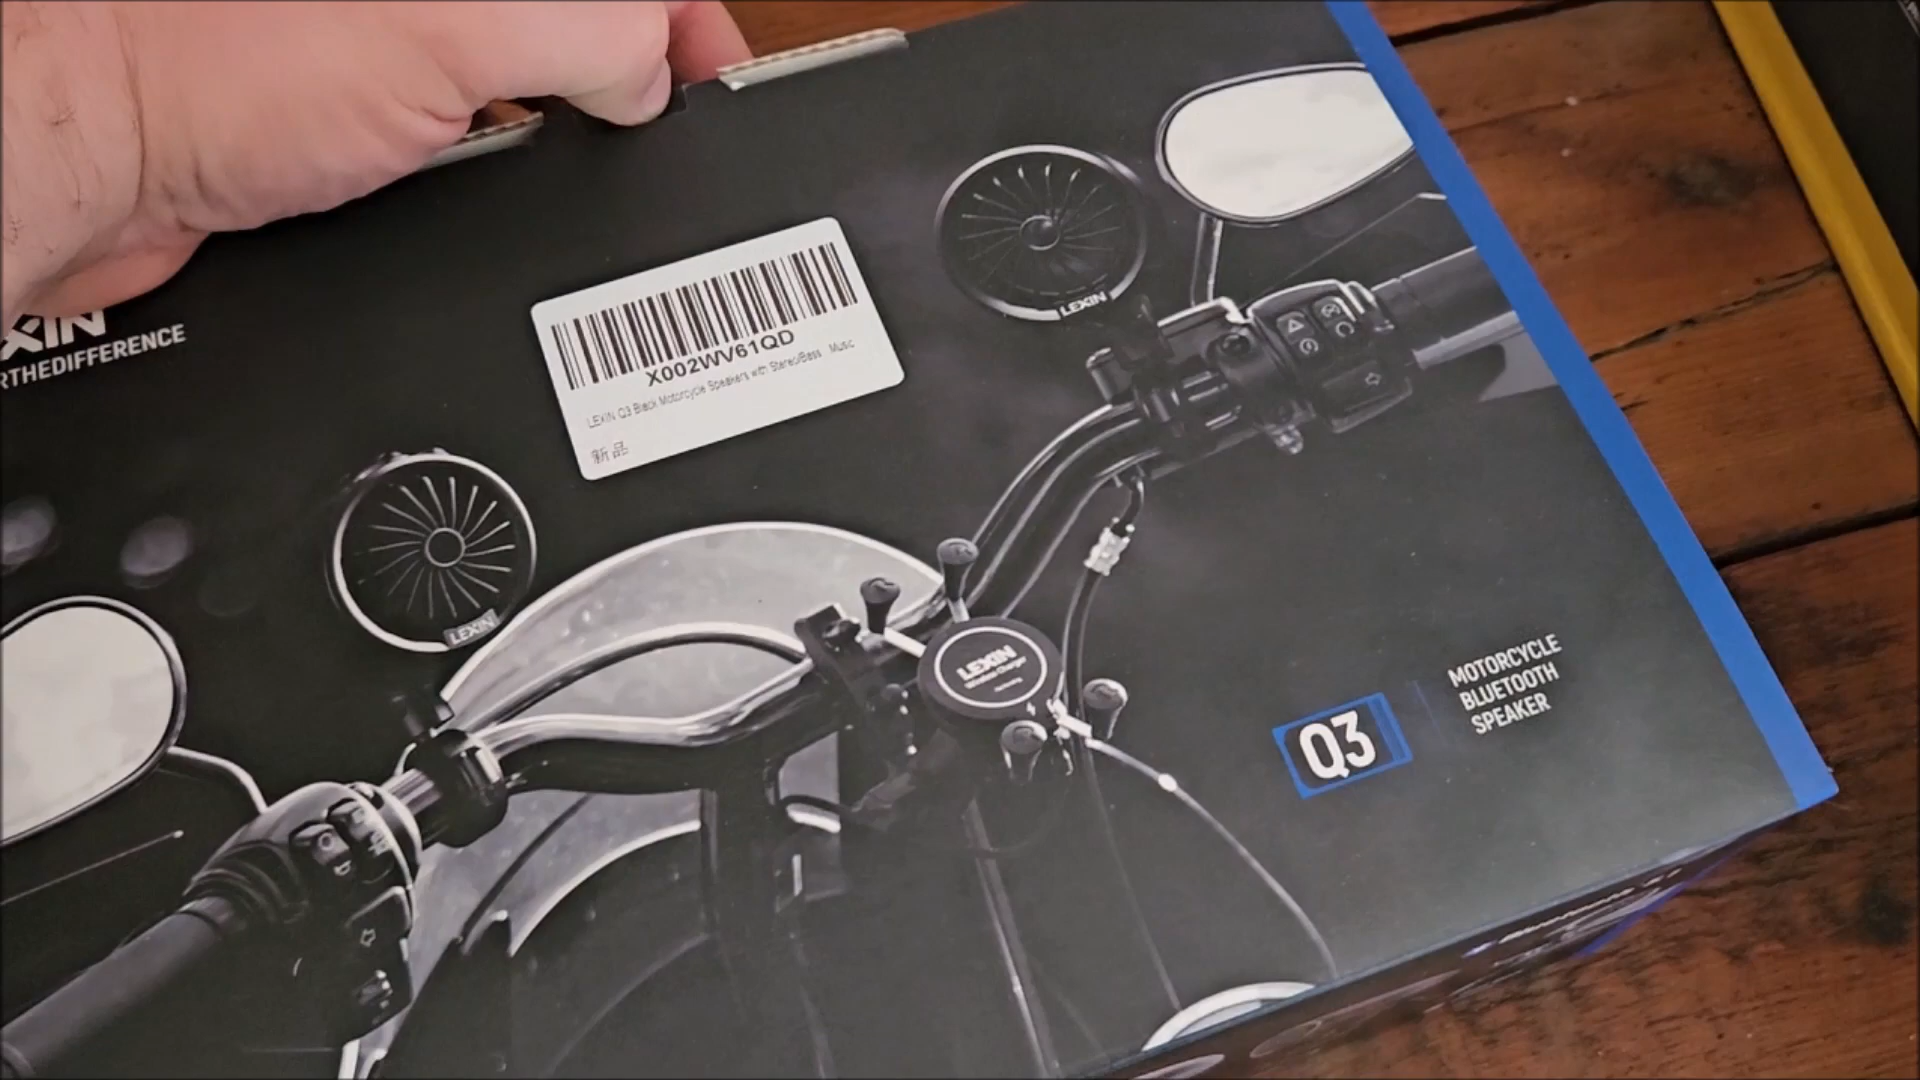 XIN
RTHEDIFFERENCE
X002WV61QD
LEXIN Q3 Black Motorcycle Speakers with Stereo/Bass Music
新品
LEXIN
LEXIN
LEXIN
Wireless Charger
Q3
MOTORCYCLE
BLUETOOTH
SPEAKER